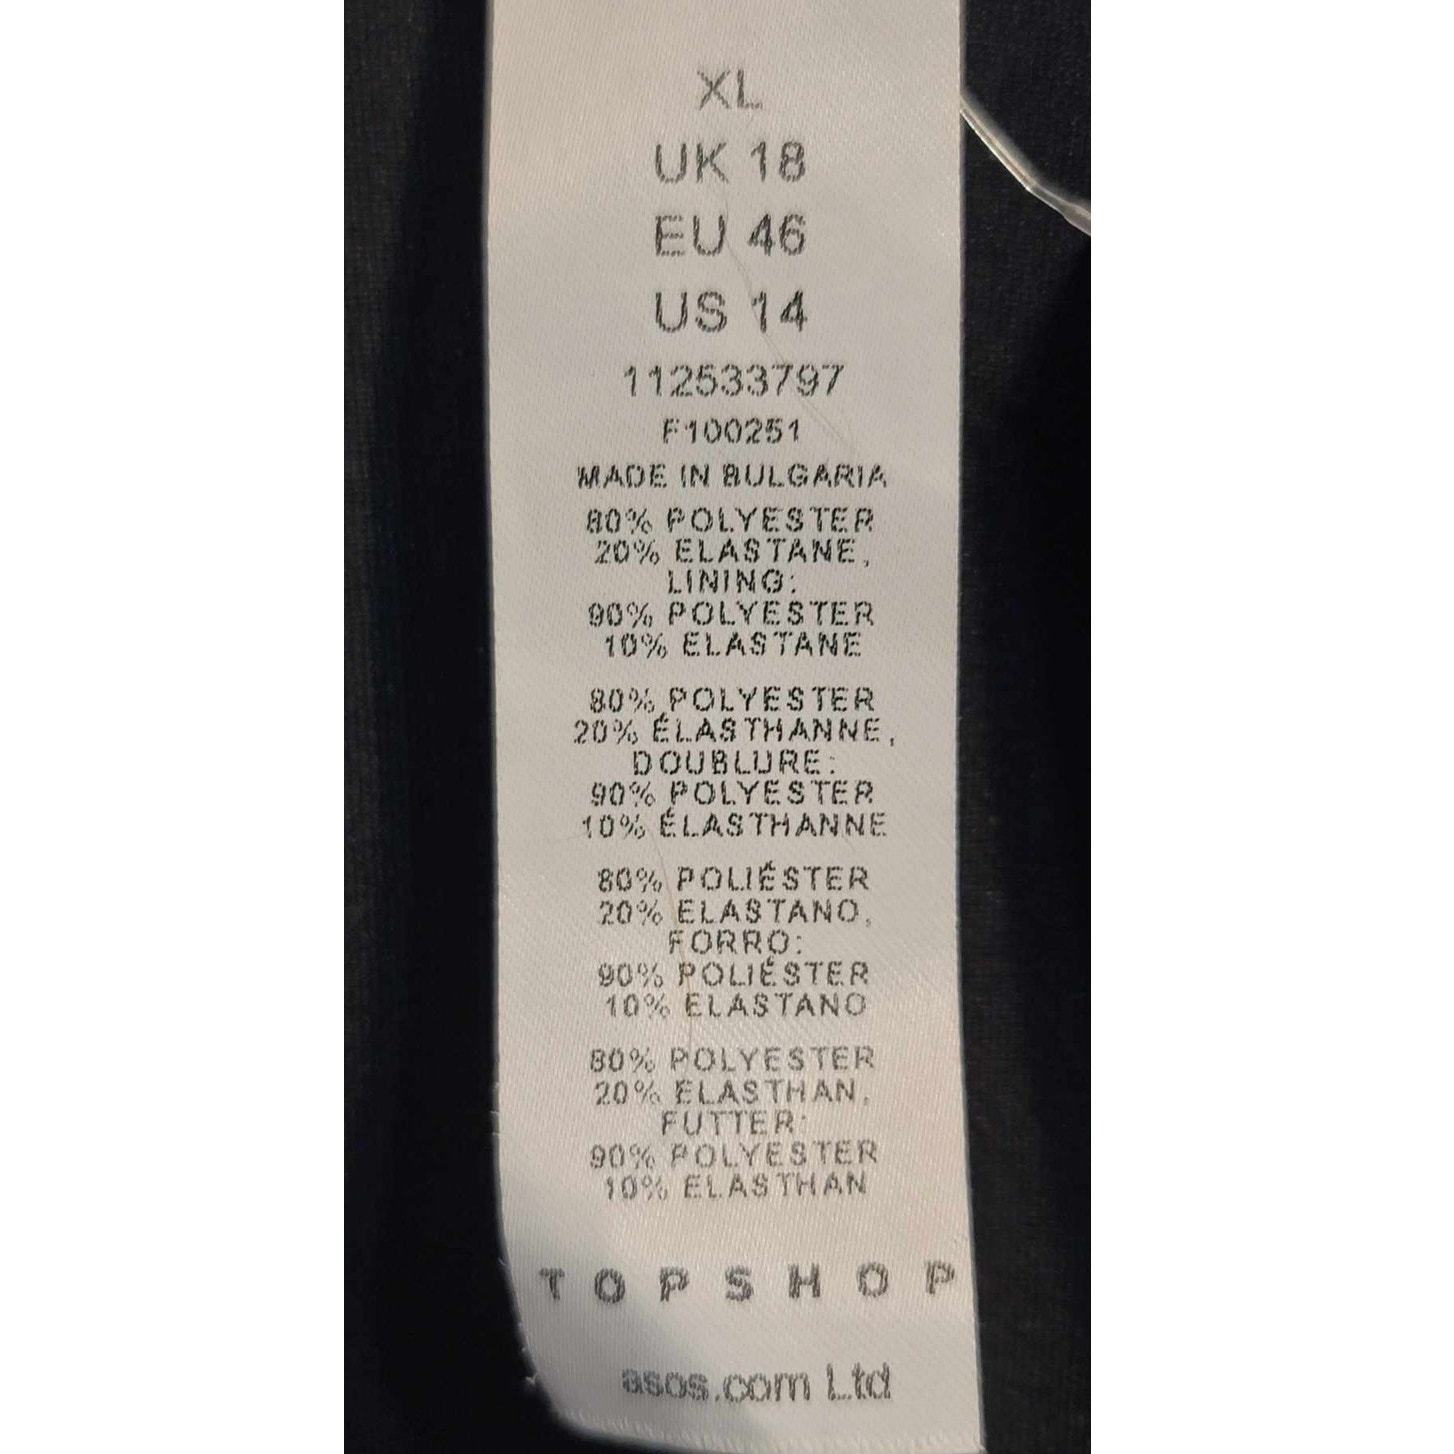 XL
UK 18
EU 46
US 14
112533797
F100251
MADE IN BULGARIA
80% POLYESTER
20% ELASTANE,
LINING:
90% POLYESTER
10% ELASTANE
80% POLYESTER
20% ÉLASTHANNE,
DOUBLURE:
90% POLYESTER
10% ÉLASTHANNE
80% POLIÉSTER
20% ELASTANO,
FORRO:
90% POLIÉSTER
10% ELASTANO
80% POLYESTER
20% ELASTHAN,
FUTTER:
90% POLYESTER
10% ELASTHAN
TOPSHOP
asos.com Ltd